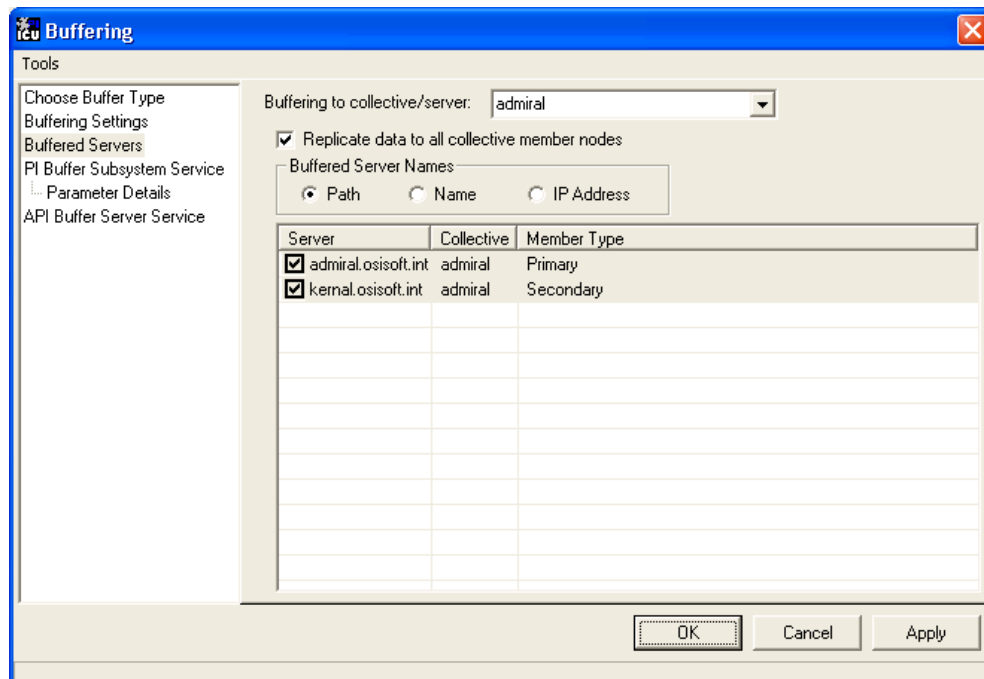 ICU Buffering
Tools
Choose Buffer Type
Buffering Settings
Buffered Servers
PI Buffer Subsystem Service
Parameter Details
API Buffer Server Service
Buffering to collective/server: admiral
Replicate data to all collective member nodes
Buffered Server Names
Path Name IP Address
Server Collective Member Type
admiral.osisoft.int admiral Primary
kernal.osisoft.int admiral Secondary
OK Cancel Apply